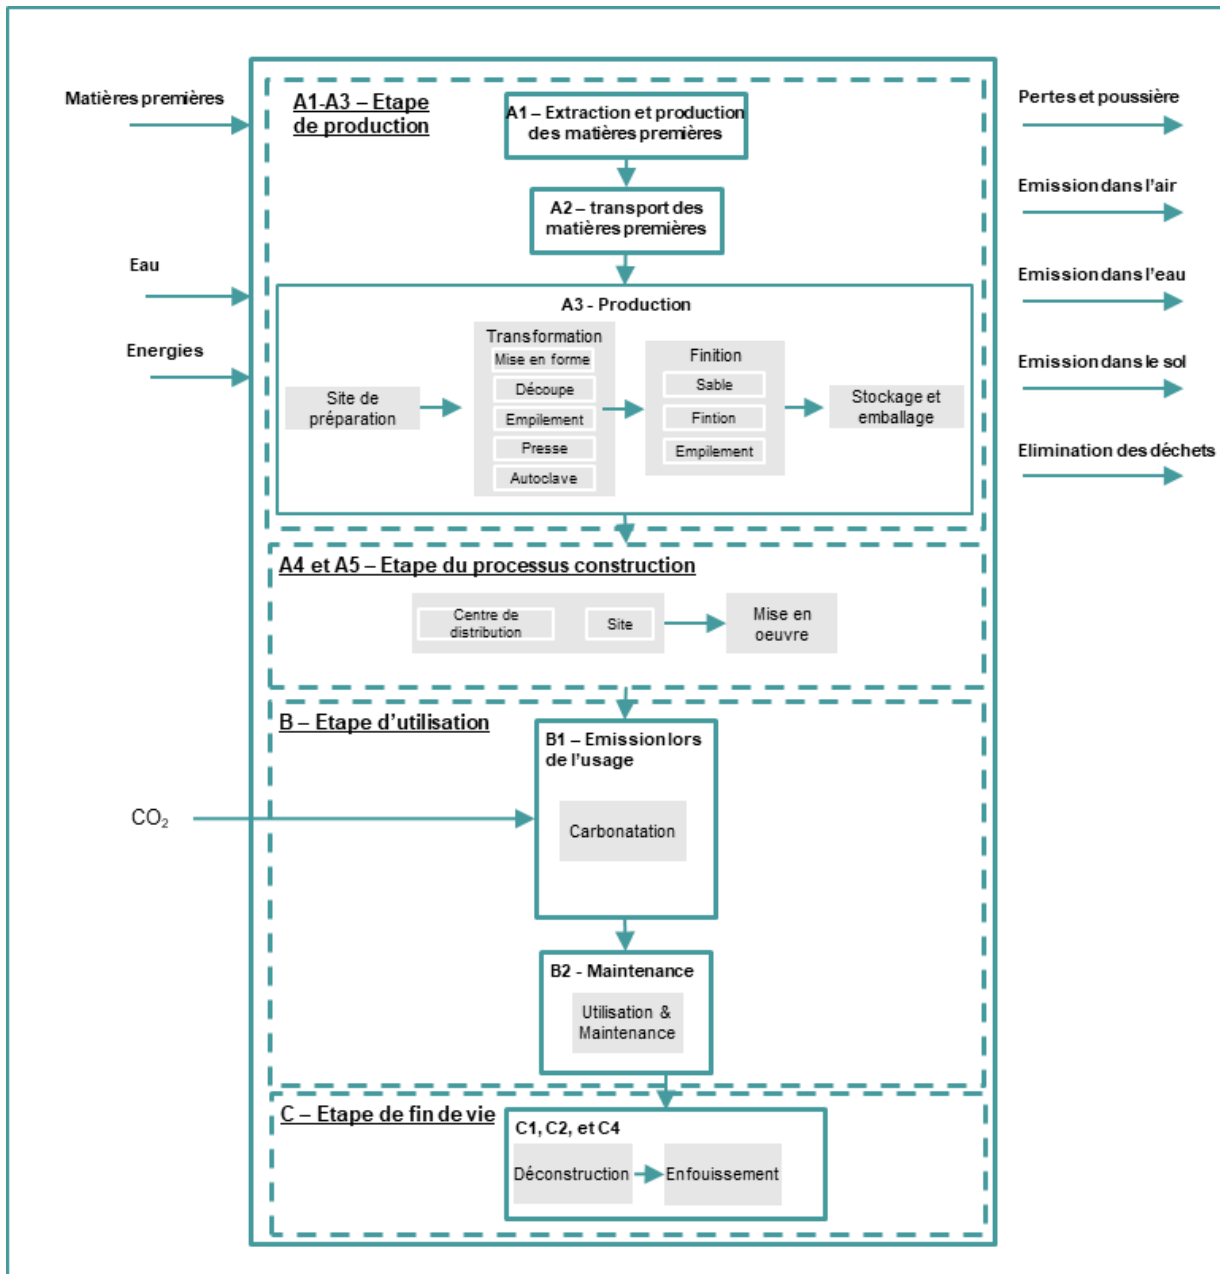 Matières premières
Eau
Energies
CO₂
A1-A3 – Etape
de production
A1 – Extraction et production
des matières premières
A2 – transport des
matières premières
A3 - Production
Site de
préparation
Transformation
Mise en forme
Découpe
Empilement
Presse
Autoclave
Finition
Sable
Fintion
Empilement
Stockage et
emballage
A4 et A5 – Etape du processus construction
Centre de
distribution
Site
Mise en
oeuvre
B – Etape d’utilisation
B1 – Emission lors
de l’usage
Carbonatation
B2 - Maintenance
Utilisation &
Maintenance
C – Etape de fin de vie
C1, C2, et C4
Déconstruction
Enfouissement
Pertes et poussière
Emission dans l’air
Emission dans l’eau
Emission dans le sol
Elimination des déchets